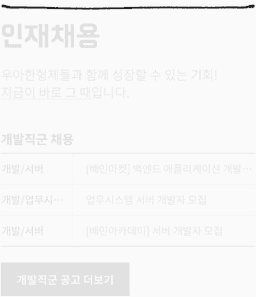 인재채용
우아한형제들과 함께 성장할 수 있는 기회!
지금이 바로 그 때입니다.
개발직군 채용
개발/서버 [배민아시] 백엔드 애플리케이션 개발…
개발/업무시… 업무시스템 서버 개발자 모집
개발/서버 [배민아카데미] 서버 개발자 모집
개발직군 공고 더보기